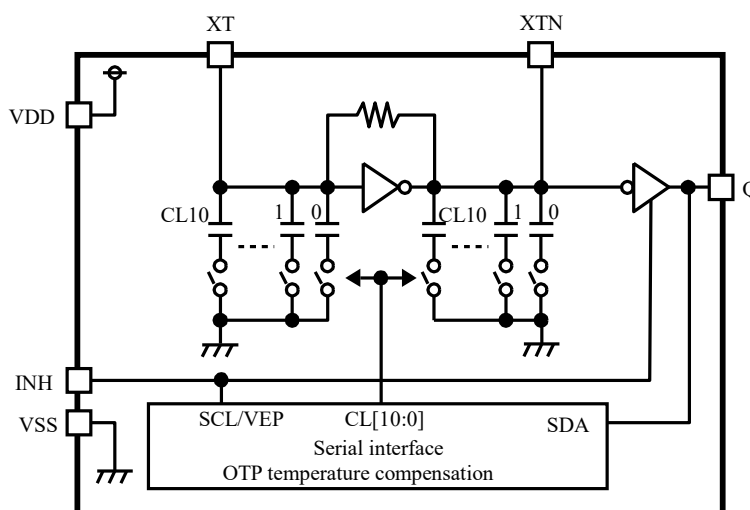 XT
XTN
VDD
Q
CL10
1
0
CL10
1
0
INH
VSS
SCL/VEP
CL[10:0]
SDA
Serial interface
OTP temperature compensation